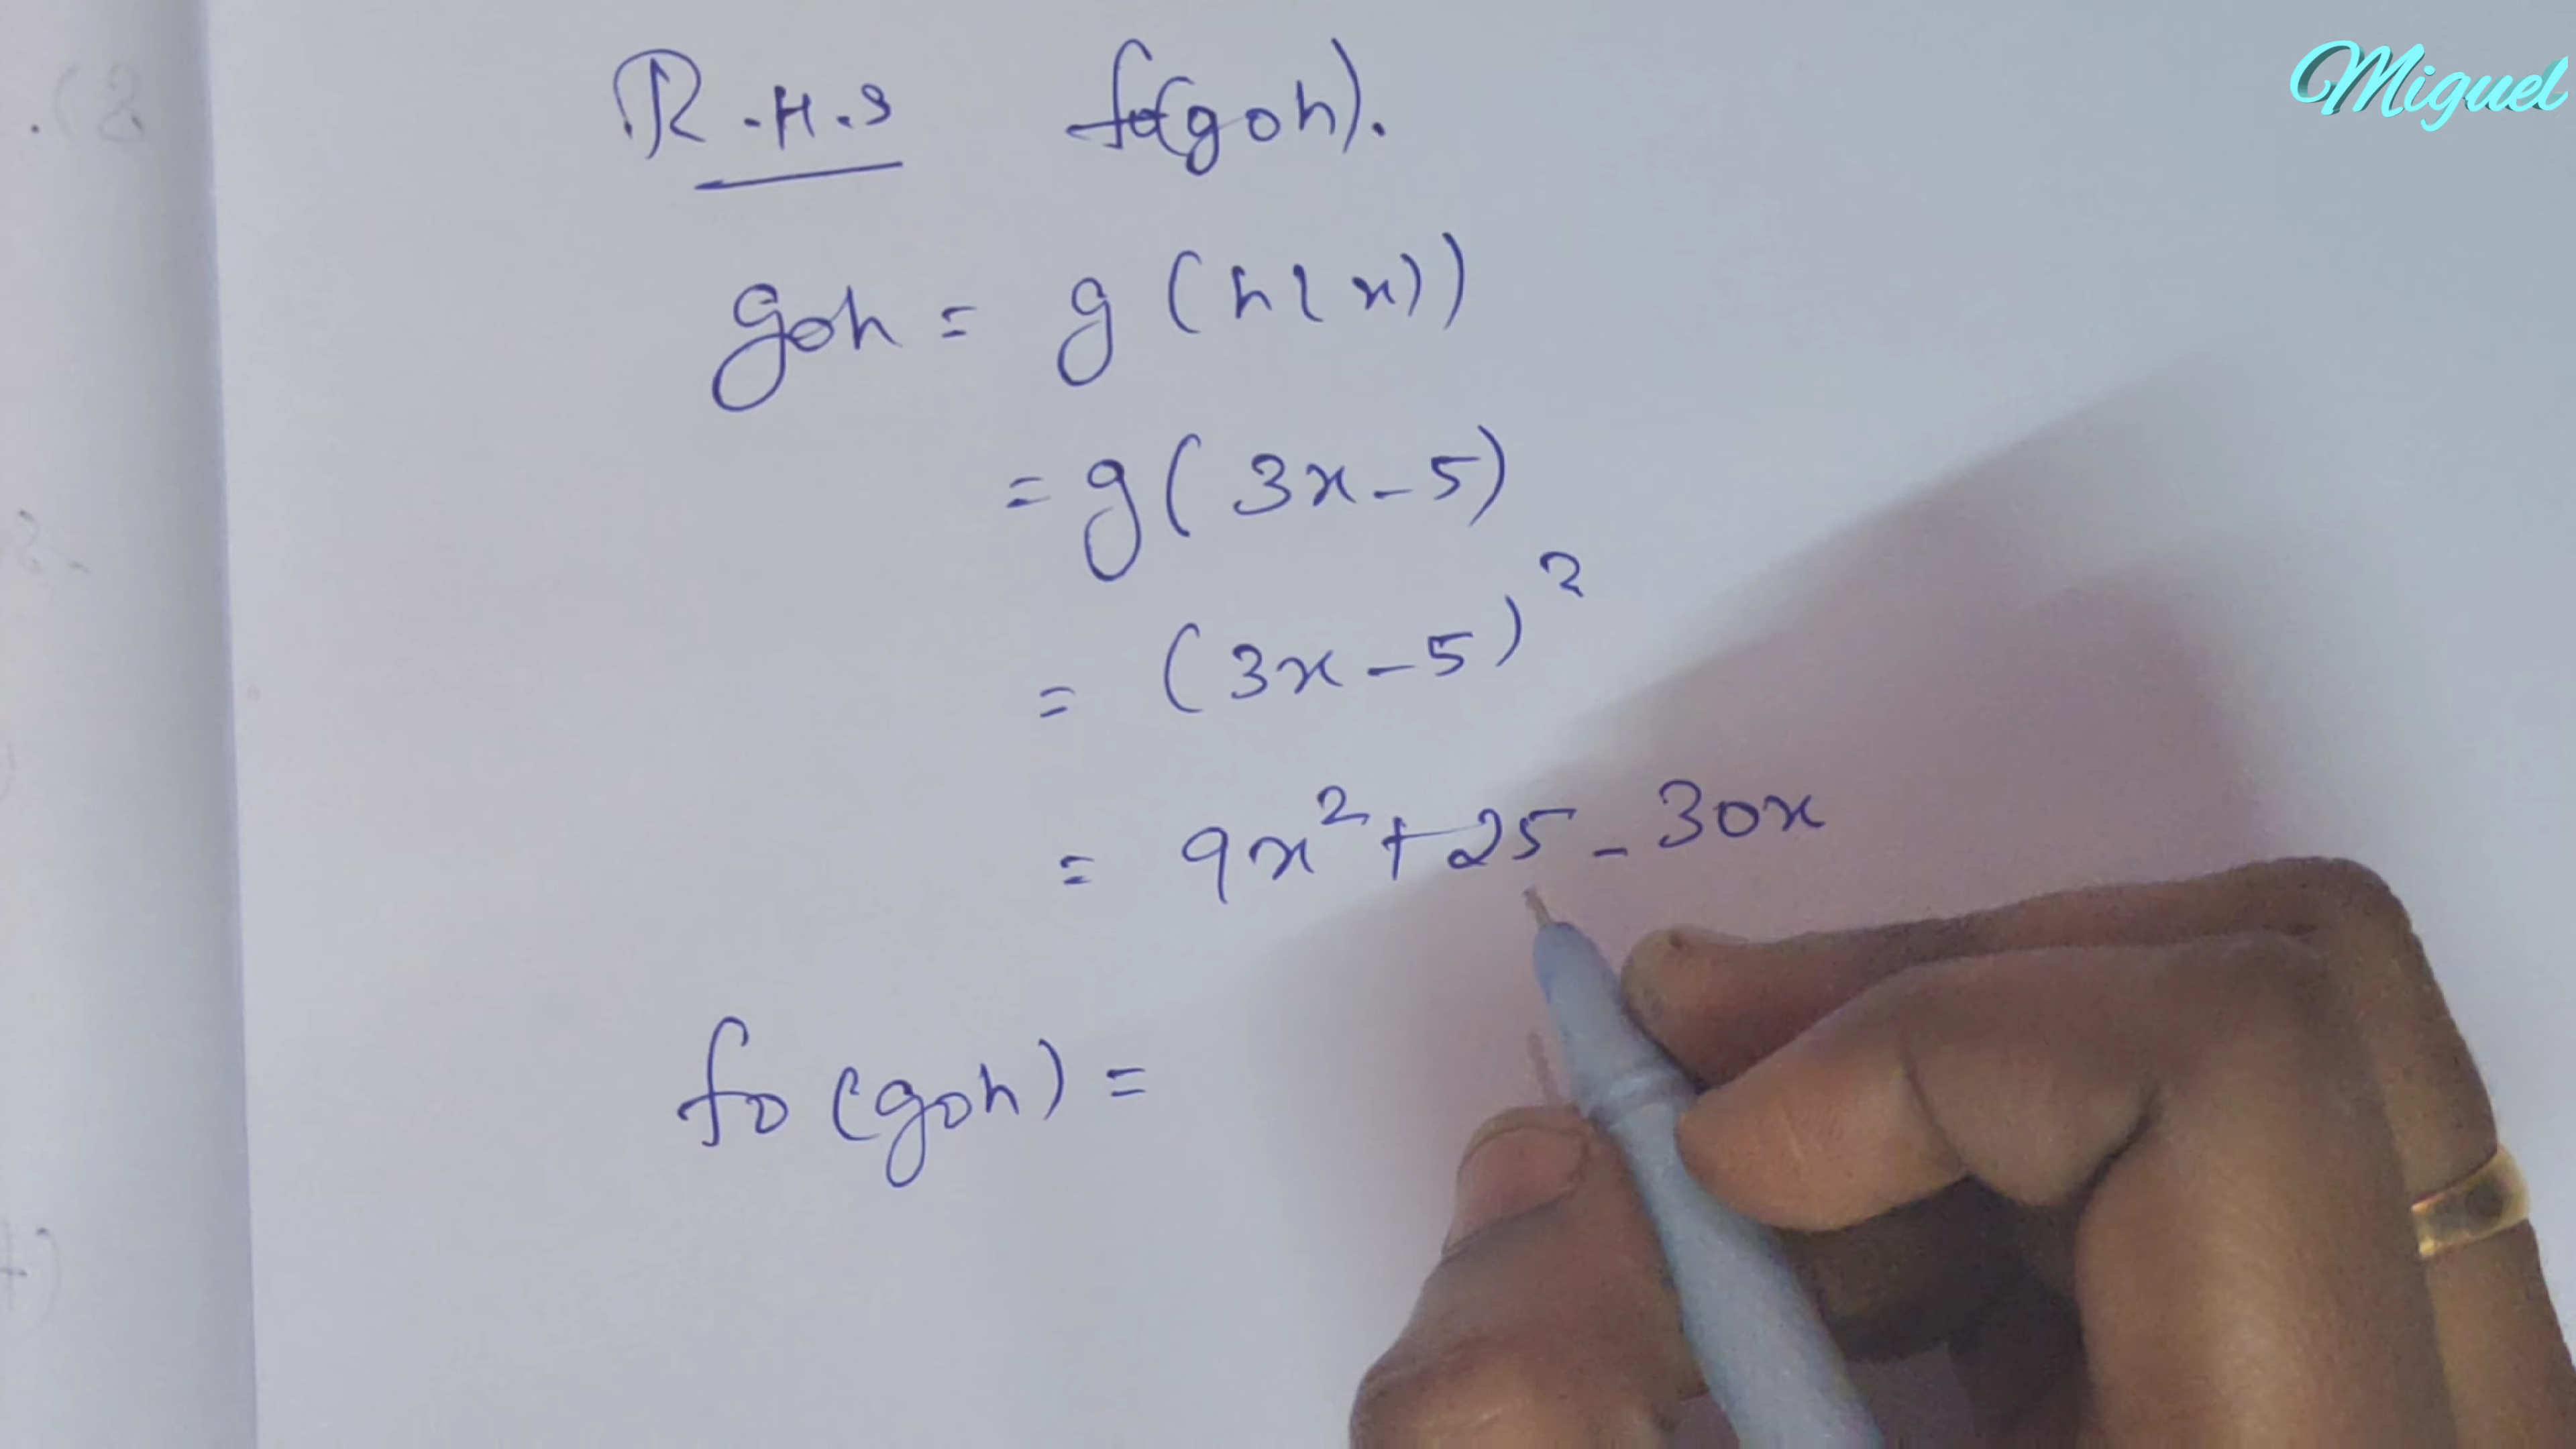 Miguel
R.H.S fo(goh).
goh = g(h(x))
= g(3x-5)
= (3x-5)²
= 9x²+25-30x
fo(goh) =